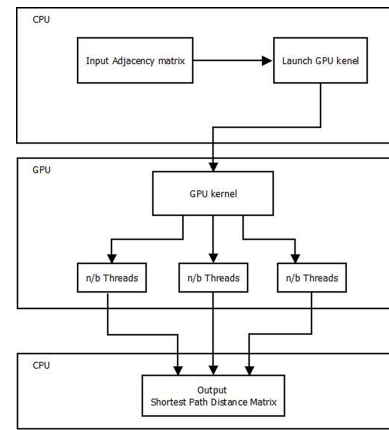 CPU
Input Adjacency matrix
Launch GPU kenel
GPU
GPU kernel
n/b Threads
n/b Threads
n/b Threads
CPU
Output
Shortest Path Distance Matrix